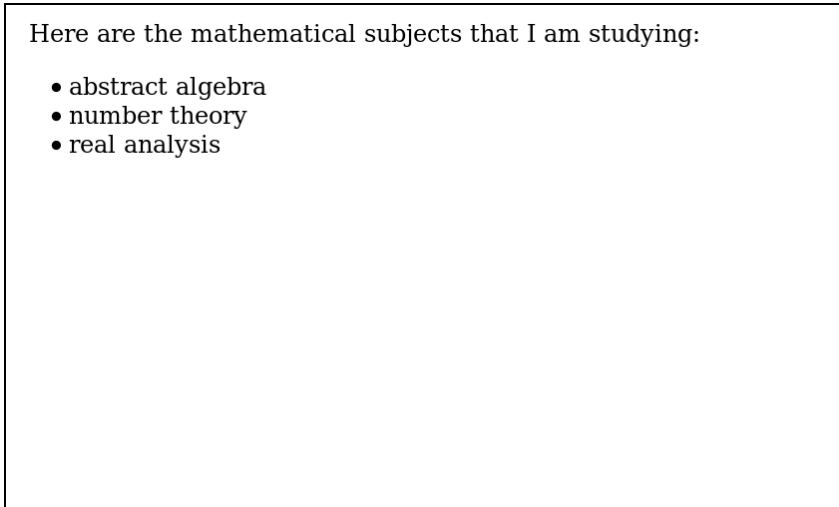 Here are the mathematical subjects that I am studying:
• abstract algebra
• number theory
• real analysis